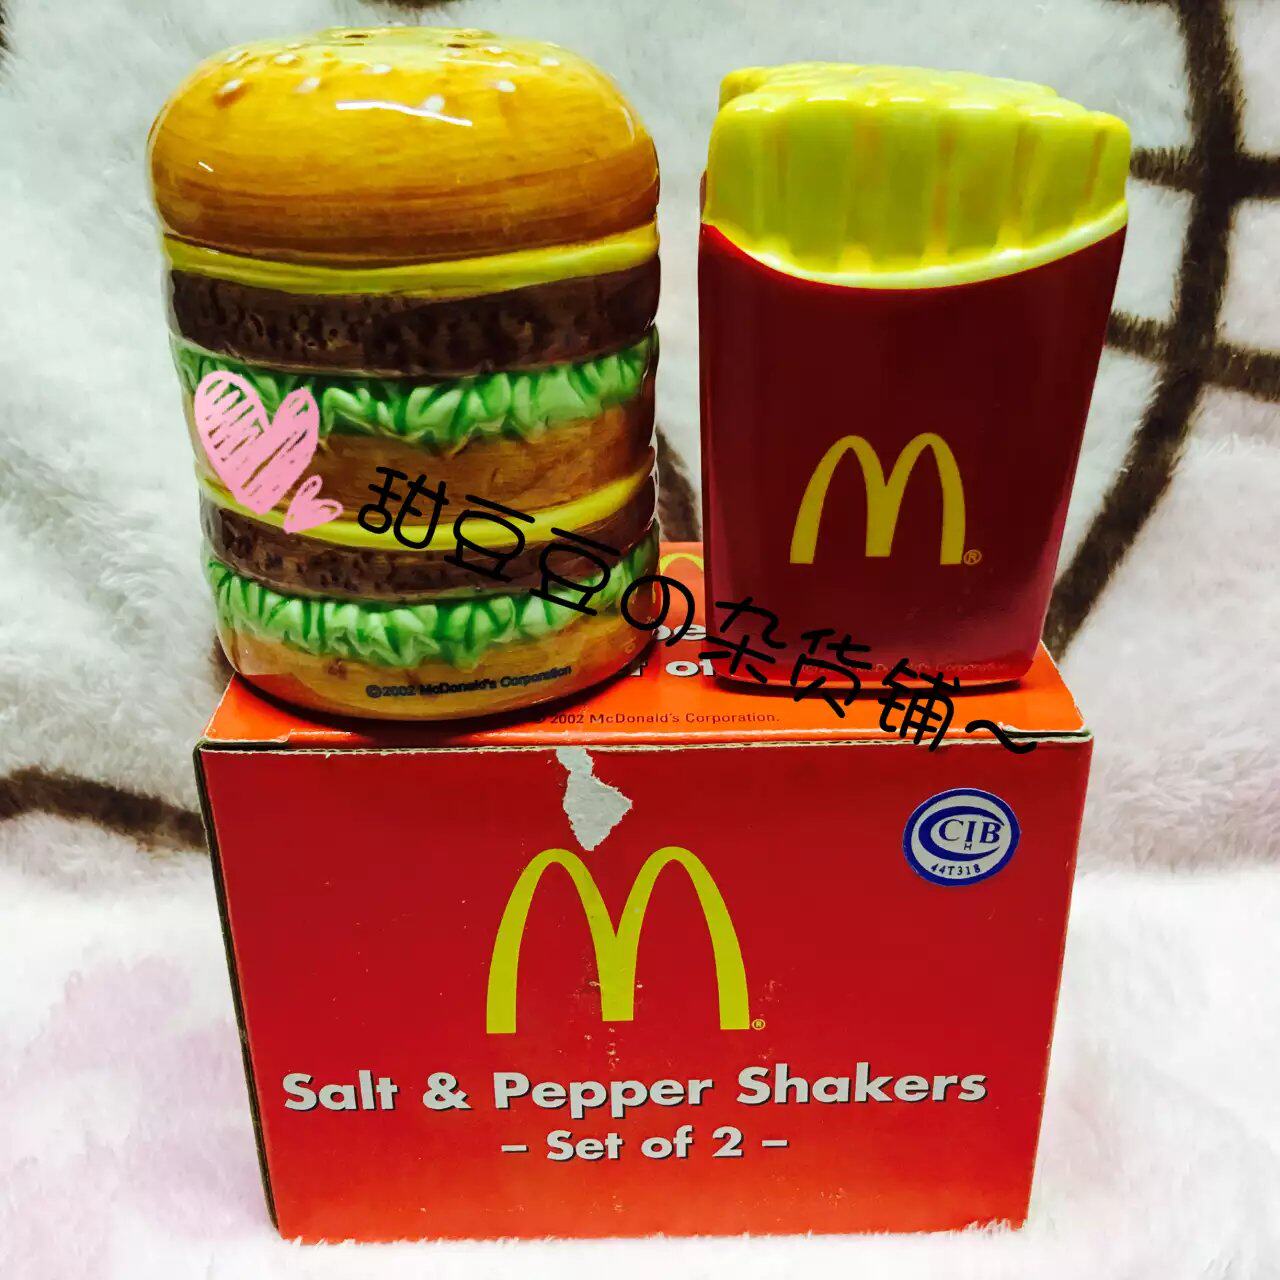 ©2002 McDonald's Corporation
M®
甜豆豆の杂货铺~
2002 McDonald's Corporation.
CIB
H
44T318
M®
Salt & Pepper Shakers
- Set of 2 -